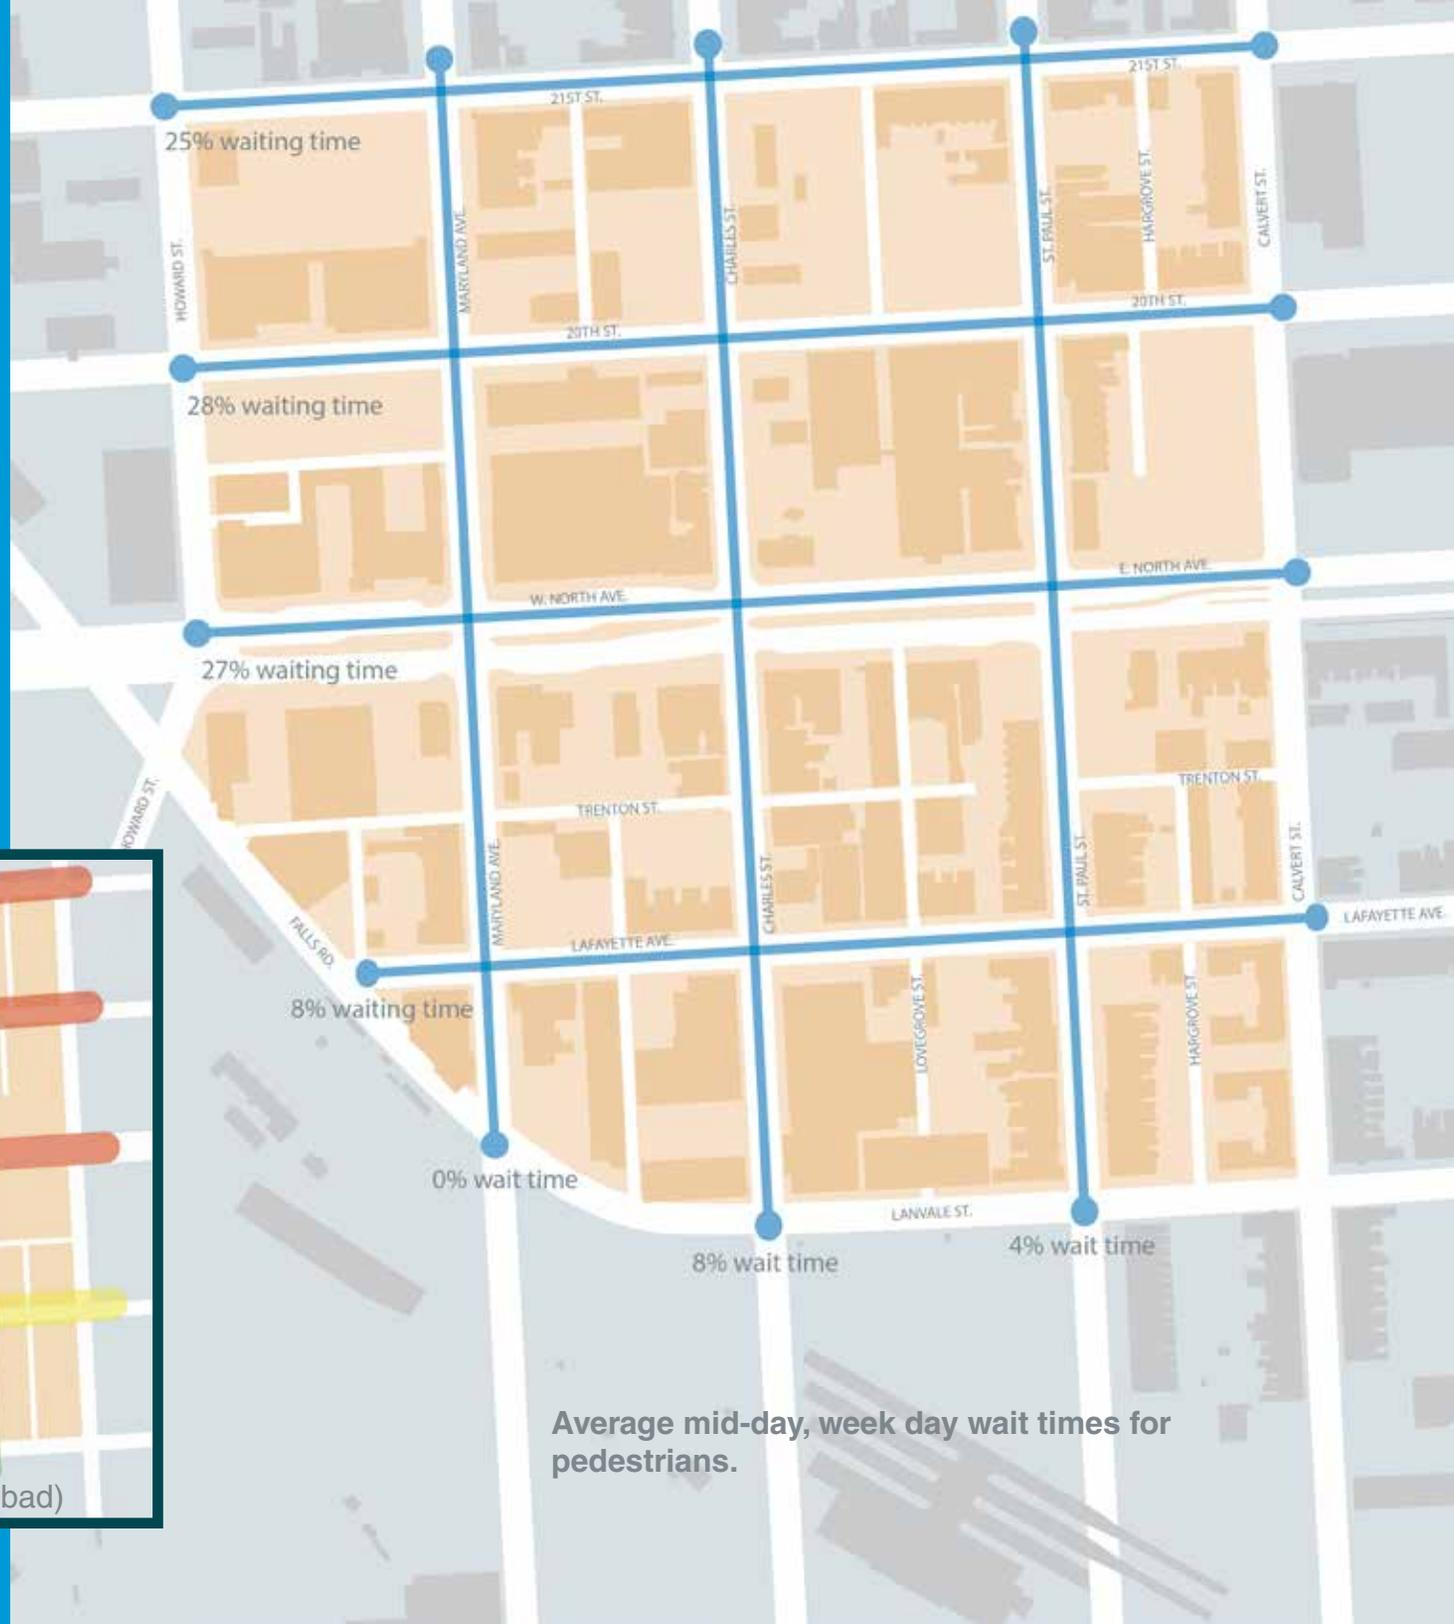 21ST ST.
21ST ST.
25% waiting time
HOWARD ST.
MARYLAND AVE.
CHARLES ST.
ST. PAUL ST.
HARGROVE ST.
CALVERT ST.
20TH ST.
20TH ST.
28% waiting time
W. NORTH AVE.
E. NORTH AVE.
27% waiting time
HOWARD ST.
TRENTON ST.
TRENTON ST.
MARYLAND AVE.
CHARLES ST.
ST. PAUL ST.
CALVERT ST.
FALLS RD.
LAFAYETTE AVE.
LAFAYETTE AVE
8% waiting time
LOVEGROVE ST.
HARGROVE ST.
0% wait time
LANVALE ST.
8% wait time
4% wait time
Average mid-day, week day wait times for
pedestrians.
bad)